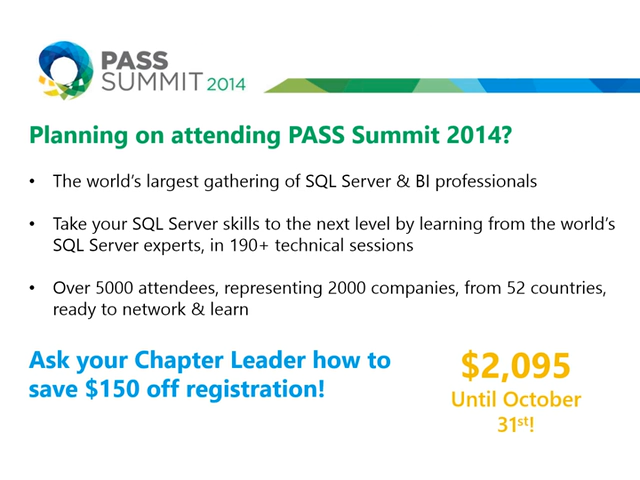 PASS
SUMMIT 2014
Planning on attending PASS Summit 2014?
• The world's largest gathering of SQL Server & BI professionals
• Take your SQL Server skills to the next level by learning from the world's
SQL Server experts, in 190+ technical sessions
• Over 5000 attendees, representing 2000 companies, from 52 countries,
ready to network & learn
Ask your Chapter Leader how to
save $150 off registration!
$2,095
Until October
31st!